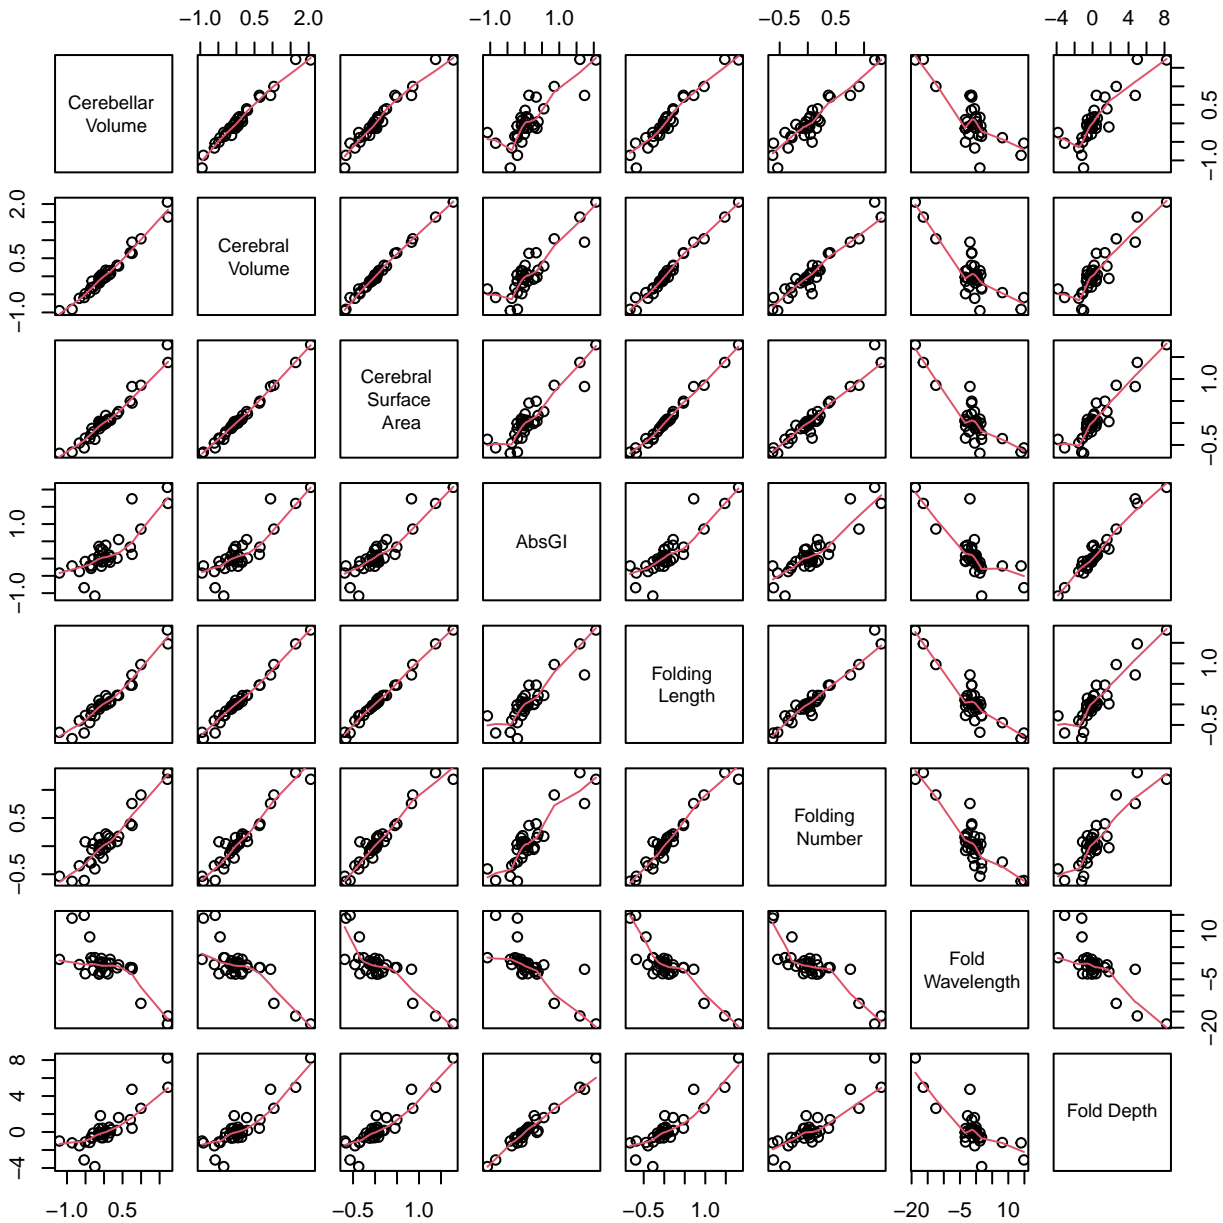 −1.0 0.5 2.0 −1.0 1.0 −0.5 0.5 −4 0 4 8
Cerebellar
Volume
0.5
−1.0
2.0
0.5
−1.0
Cerebral
Volume
Cerebral
Surface
Area
1.0
−0.5
1.0
−1.0
AbsGI
Folding
Length
1.0
−0.5
0.5
−0.5
Folding
Number
Fold
Wavelength
10
−5
−20
8
4
0
−4
Fold Depth
−1.0 0.5 −0.5 1.0 −0.5 1.0 −20 −5 10